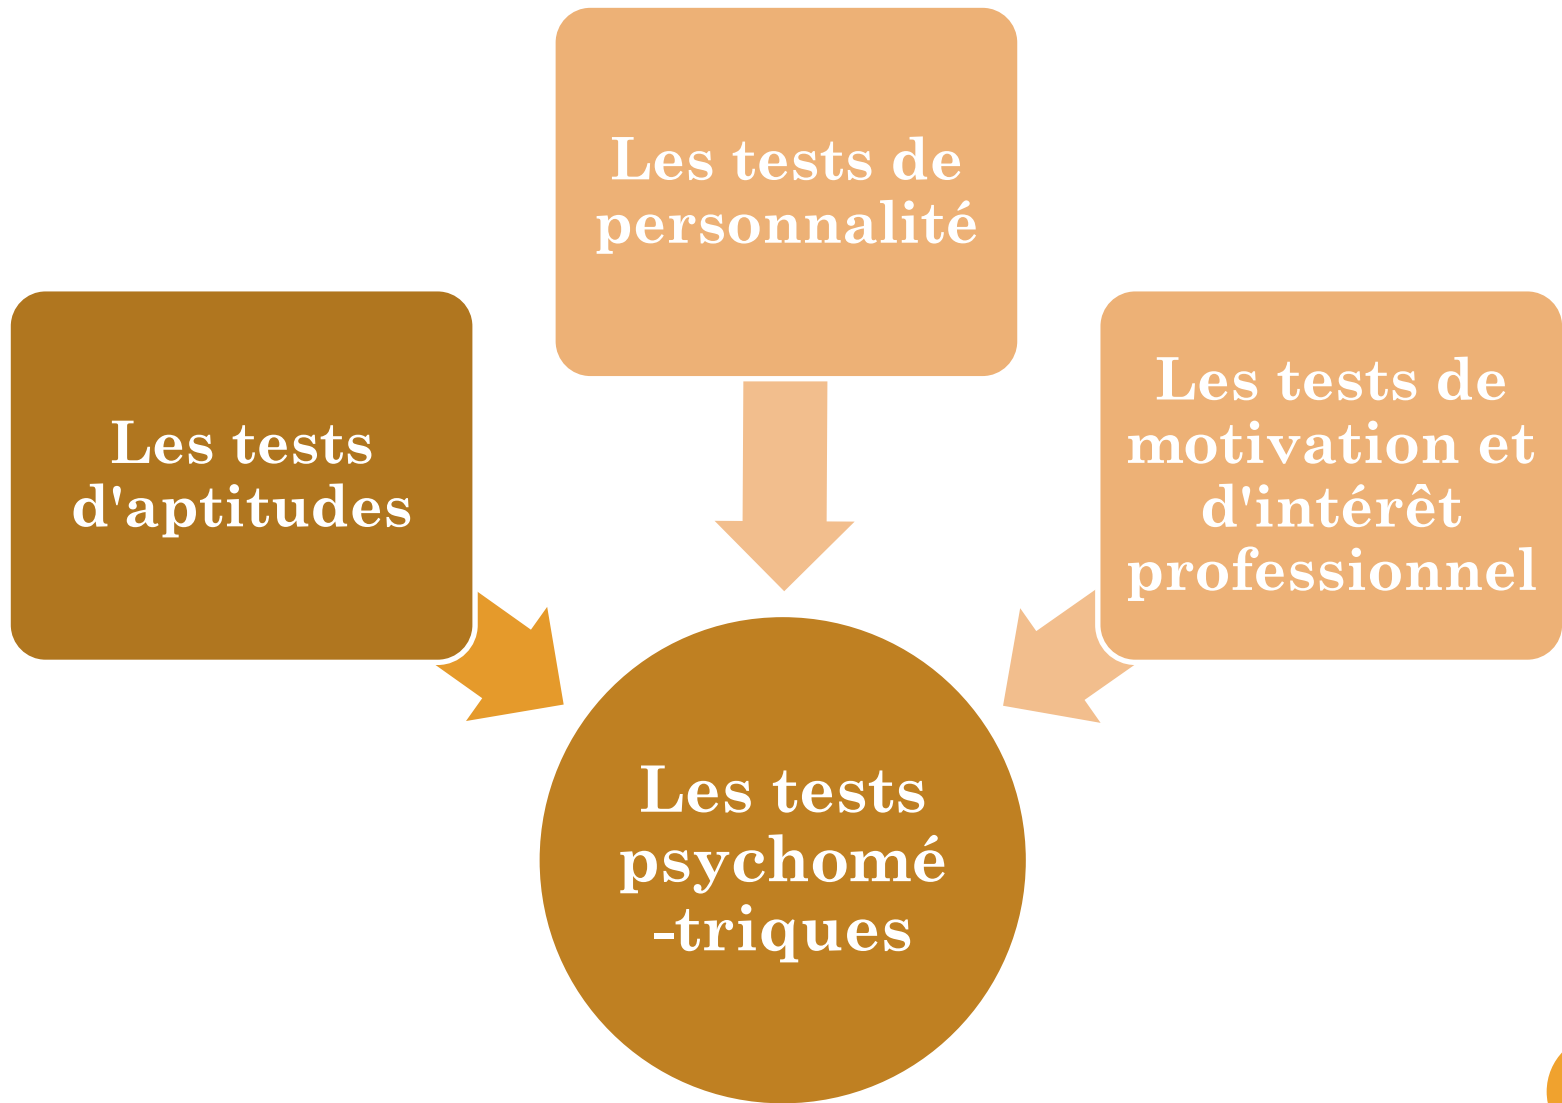 Les tests de
personnalité
Les tests
d'aptitudes
Les tests de
motivation et
d'intérêt
professionnel
Les tests
psychomé
-triques